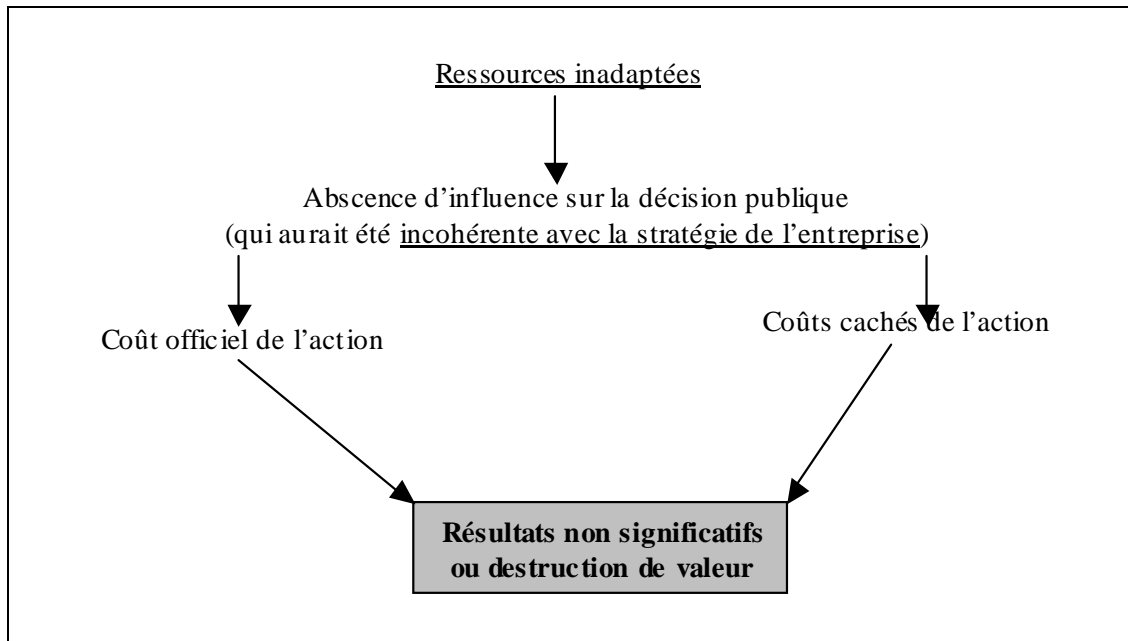 Ressources inadaptées
Abscence d’influence sur la décision publique
(qui aurait été incohérente avec la stratégie de l’entreprise)
Coût officiel de l’action
Coûts cachés de l’action
Résultats non significatifs
ou destruction de valeur